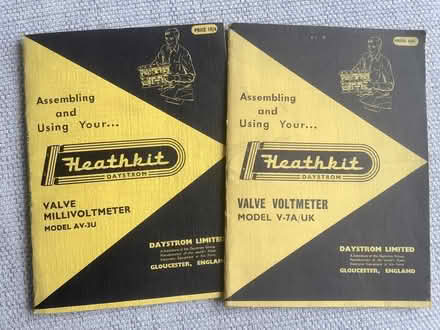 PRICE 10/-
Assembling
and
Using Your...
Heathkit
DAYSTROM
VALVE
MILLIVOLTMETER
MODEL AV-3U
DAYSTROM LIMITED
GLOUCESTER, ENGLAND
Assembling
and
Using Your...
Heathkit
DAYSTROM
VALVE VOLTMETER
MODEL V-7A/UK
DAYSTROM LIMITED
GLOUCESTER, ENGLAND